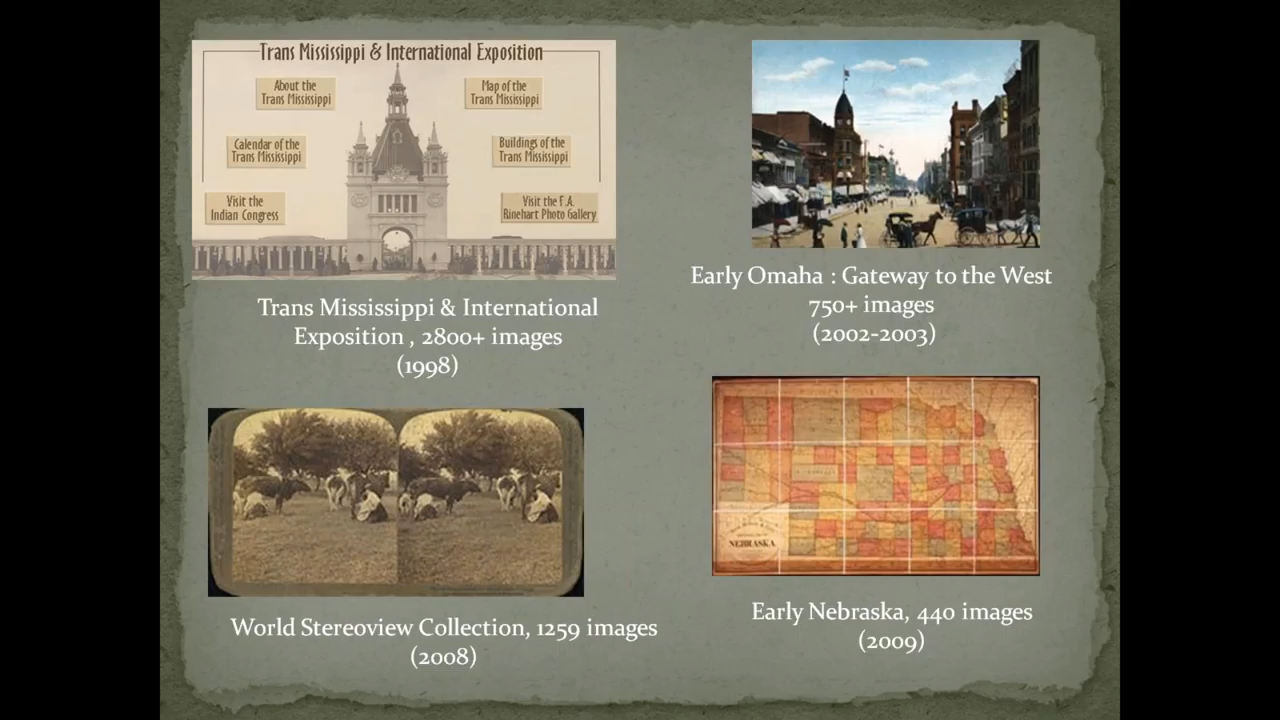 Trans Mississippi & International Exposition
About the
Trans Mississippi
Map of the
Trans Mississippi
Calendar of the
Trans Mississippi
Buildings of the
Trans Mississippi
Visit the
Indian Congress
Visit the F.A.
Rinehart Photo Gallery
Trans Mississippi & International
Exposition , 2800+ images
(1998)
Early Omaha : Gateway to the West
750+ images
(2002-2003)
NEBRASKA
World Stereoview Collection, 1259 images
(2008)
Early Nebraska, 440 images
(2009)